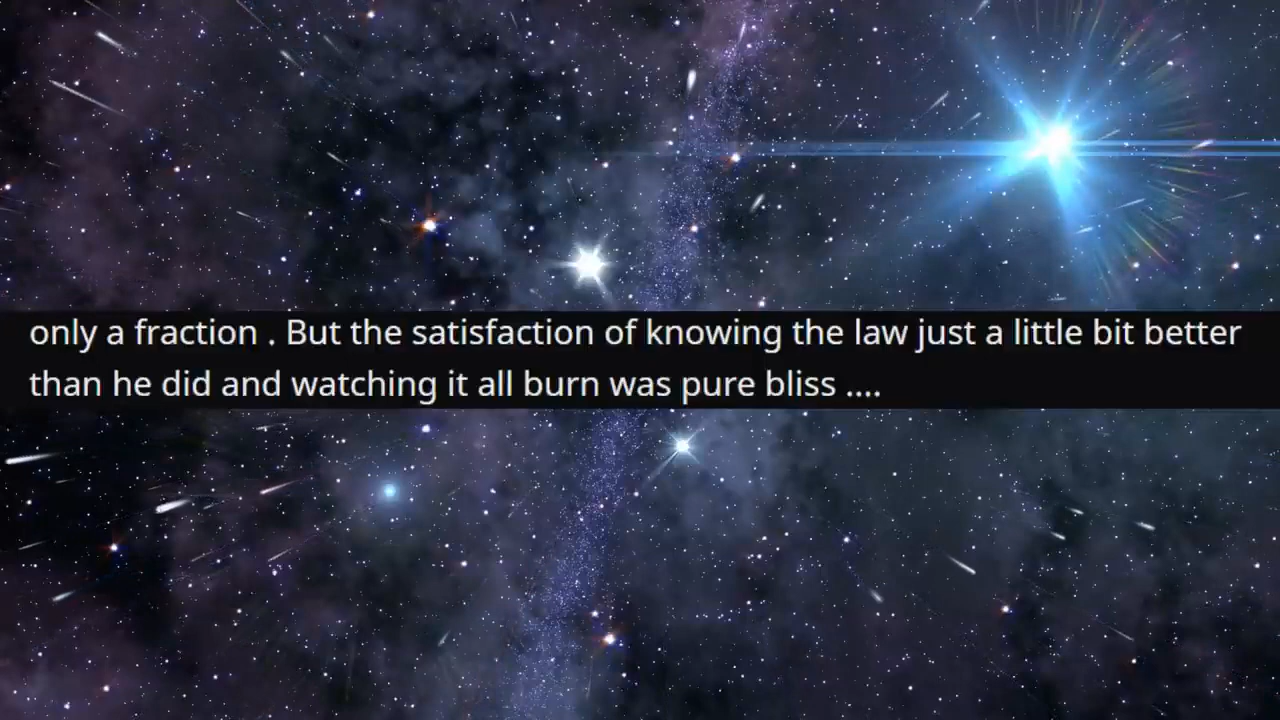 only a fraction . But the satisfaction of knowing the law just a little bit better
than he did and watching it all burn was pure bliss ....